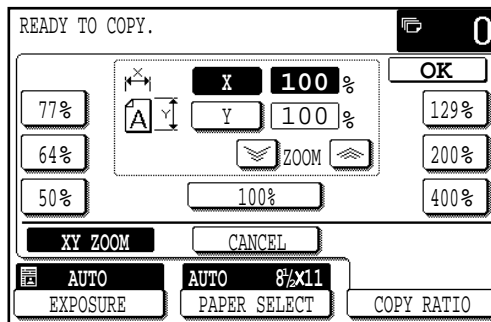 READY TO COPY.
0
OK
X 100 %
77% A Y Y 100 % 129%
X
64% ZOOM 200%
50% 100% 400%
XY ZOOM CANCEL
AUTO AUTO 8½X11
EXPOSURE PAPER SELECT COPY RATIO